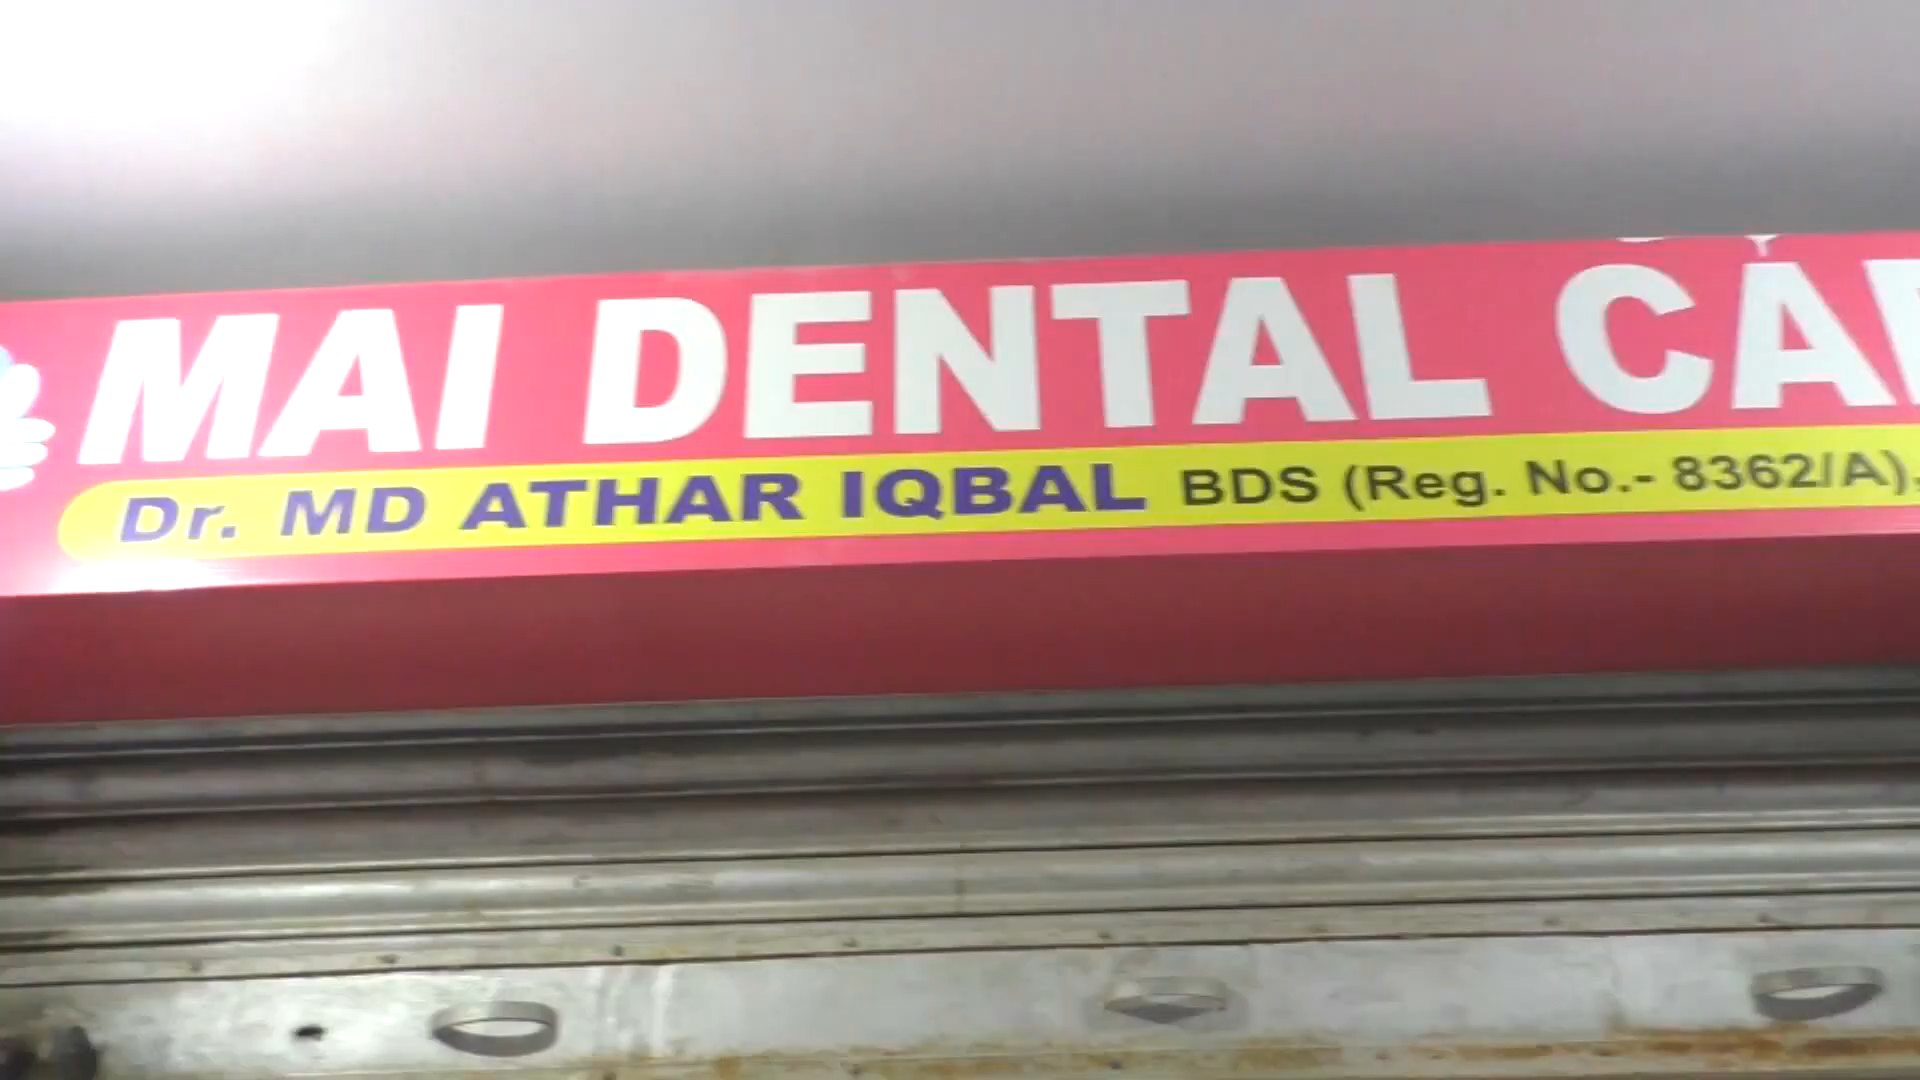 MAI DENTAL
Dr. MD ATHAR IQBAL BDS (Reg. No.- 8362/A),